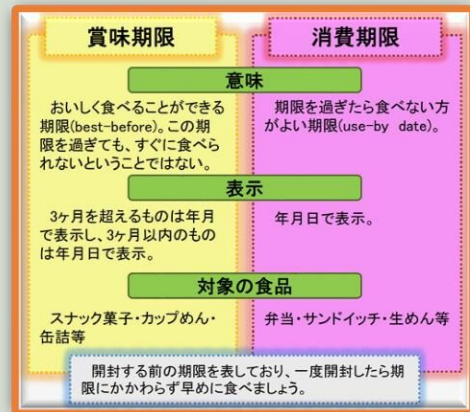 賞味期限
消費期限
意味
おいしく食べることができる
期限(best-before)。この期
限を過ぎても、すぐに食べら
れないということではない。
期限を過ぎたら食べない方
がよい期限(use-by date)。
表示
3ヶ月を超えるものは年月
で表示し、3ヶ月以内のもの
は年月日で表示。
年月日で表示。
対象の食品
スナック菓子・カップめん・
缶詰等
弁当・サンドイッチ・生めん等
開封する前の期限を表しており、一度開封したら期
限にかかわらず早めに食べましょう。